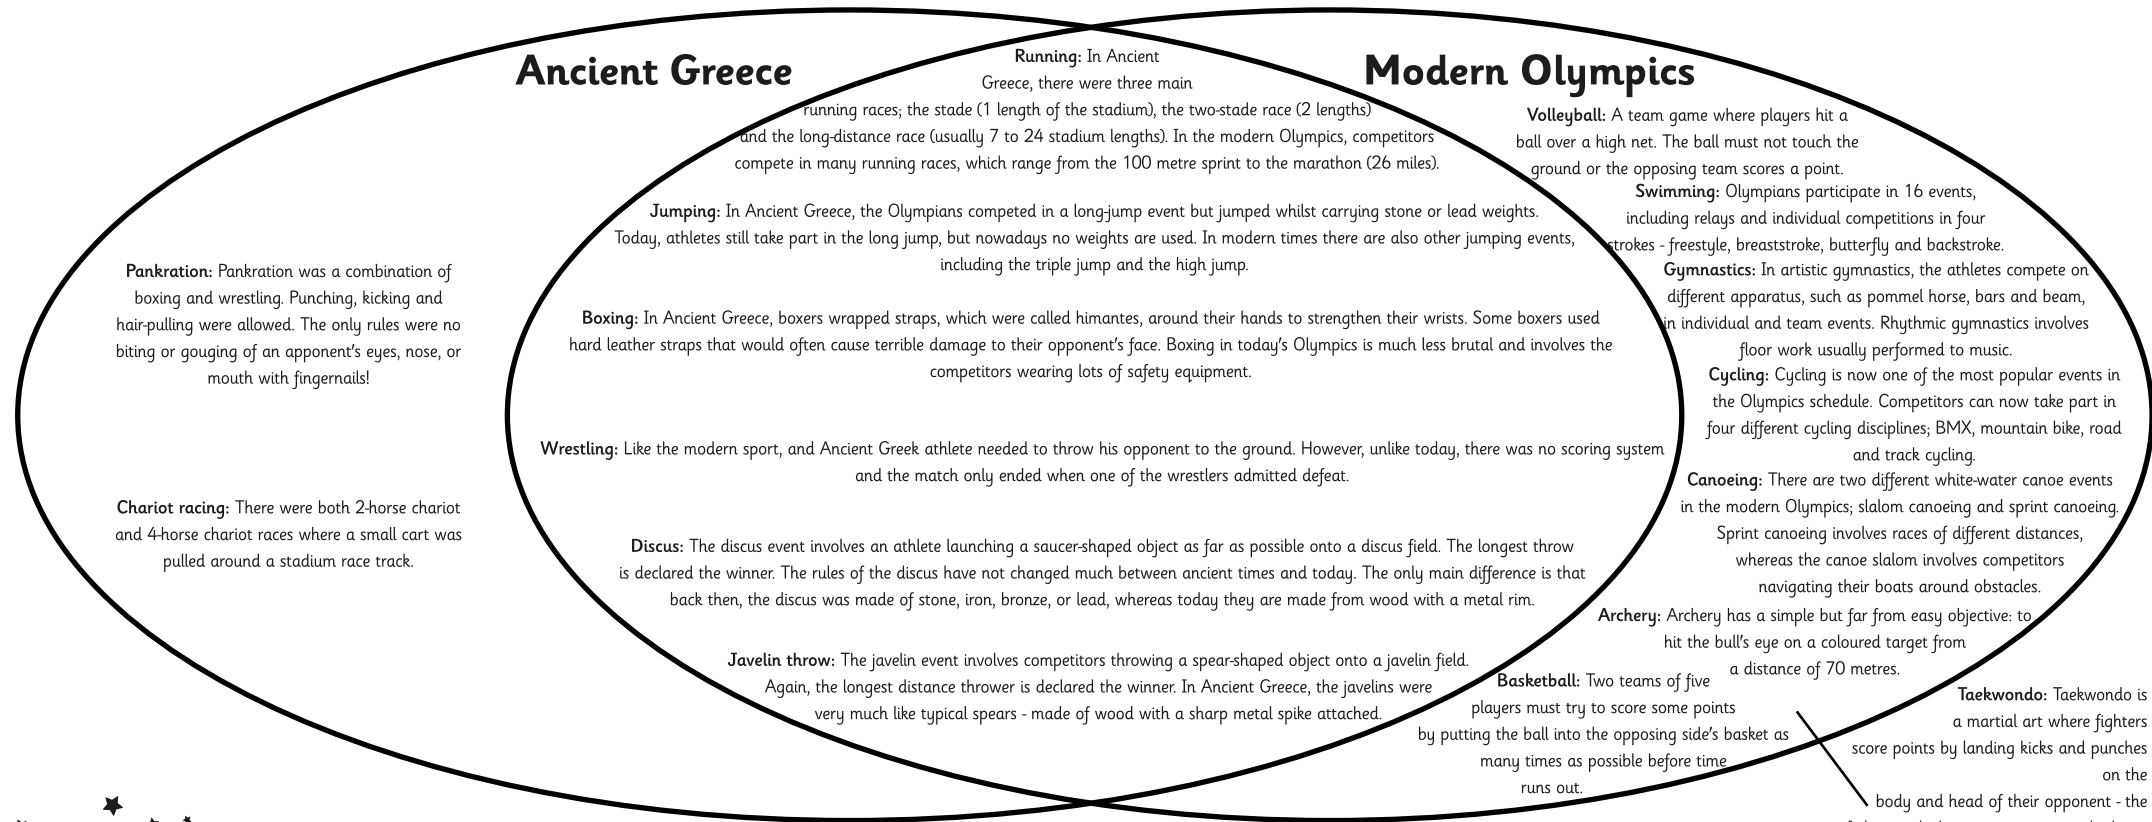 Ancient Greece
Pankration: Pankration was a combination of
boxing and wrestling. Punching, kicking and
hair-pulling were allowed. The only rules were no
biting or gouging of an apponent's eyes, nose, or
mouth with fingernails!
Chariot racing: There were both 2-horse chariot
and 4-horse chariot races where a small cart was
pulled around a stadium race track.
Running: In Ancient
Greece, there were three main
running races; the stade (1 length of the stadium), the two-stade race (2 lengths)
and the long-distance race (usually 7 to 24 stadium lengths). In the modern Olympics, competitors
compete in many running races, which range from the 100 metre sprint to the marathon (26 miles).
Jumping: In Ancient Greece, the Olympians competed in a long-jump event but jumped whilst carrying stone or lead weights.
Today, athletes still take part in the long jump, but nowadays no weights are used. In modern times there are also other jumping events,
including the triple jump and the high jump.
Boxing: In Ancient Greece, boxers wrapped straps, which were called himantes, around their hands to strengthen their wrists. Some boxers used
hard leather straps that would often cause terrible damage to their opponent's face. Boxing in today's Olympics is much less brutal and involves the
competitors wearing lots of safety equipment.
Wrestling: Like the modern sport, and Ancient Greek athlete needed to throw his opponent to the ground. However, unlike today, there was no scoring system
and the match only ended when one of the wrestlers admitted defeat.
Discus: The discus event involves an athlete launching a saucer-shaped object as far as possible onto a discus field. The longest throw
is declared the winner. The rules of the discus have not changed much between ancient times and today. The only main difference is that
back then, the discus was made of stone, iron, bronze, or lead, whereas today they are made from wood with a metal rim.
Javelin throw: The javelin event involves competitors throwing a spear-shaped object onto a javelin field.
Again, the longest distance thrower is declared the winner. In Ancient Greece, the javelins were
very much like typical spears - made of wood with a sharp metal spike attached.
Modern Olympics
Volleyball: A team game where players hit a
ball over a high net. The ball must not touch the
ground or the opposing team scores a point.
Swimming: Olympians participate in 16 events,
including relays and individual competitions in four
strokes - freestyle, breaststroke, butterfly and backstroke.
Gymnastics: In artistic gymnastics, the athletes compete on
different apparatus, such as pommel horse, bars and beam,
in individual and team events. Rhythmic gymnastics involves
floor work usually performed to music.
Cycling: Cycling is now one of the most popular events in
the Olympics schedule. Competitors can now take part in
four different cycling disciplines; BMX, mountain bike, road
and track cycling.
Canoeing: There are two different white-water canoe events
in the modern Olympics; slalom canoeing and sprint canoeing.
Sprint canoeing involves races of different distances,
whereas the canoe slalom involves competitors
navigating their boats around obstacles.
Archery: Archery has a simple but far from easy objective: to
hit the bull's eye on a coloured target from
a distance of 70 metres.
Basketball: Two teams of five
players must try to score some points
by putting the ball into the opposing side's basket as
many times as possible before time
runs out.
Taekwondo: Taekwondo is
a martial art where fighters
score points by landing kicks and punches
on the
body and head of their opponent - the